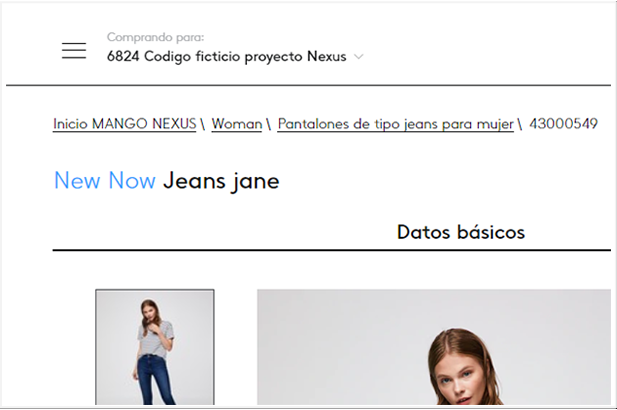 Comprando para:
6824 Codigo ficticio proyecto Nexus
Inicio MANGO NEXUS \ Woman \ Pantalones de tipo jeans para mujer \ 43000549
New Now Jeans jane
Datos básicos